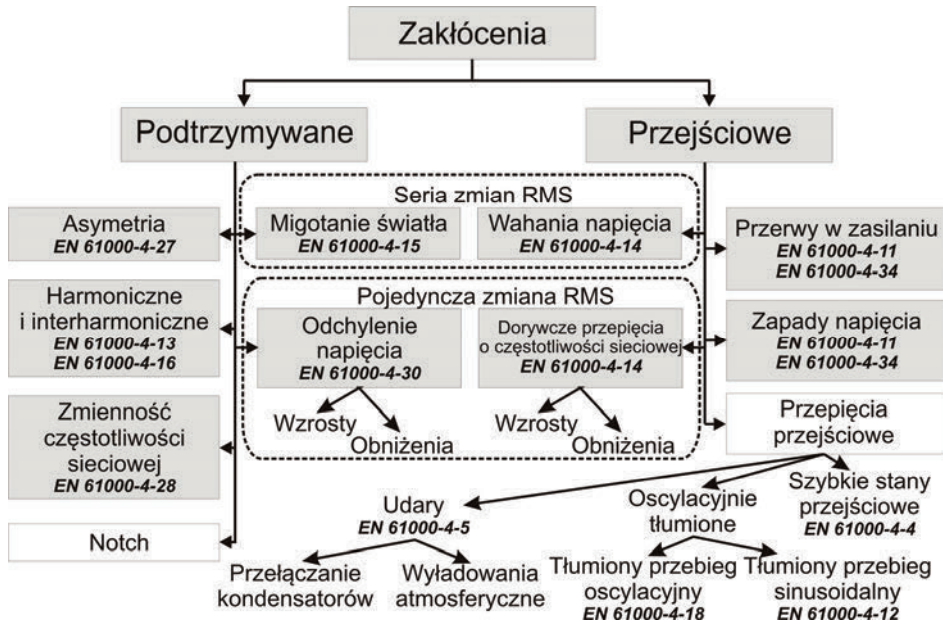 Zakłócenia
Podtrzymywane
Przejściowe
Seria zmian RMS
Asymetria
EN 61000-4-27
Migotanie światła
EN 61000-4-15
Wahania napięcia
EN 61000-4-14
Przerwy w zasilaniu
EN 61000-4-11
EN 61000-4-34
Harmoniczne
i interharmoniczne
EN 61000-4-13
EN 61000-4-16
Pojedyncza zmiana RMS
Odchylenie
napięcia
EN 61000-4-30
Dorywcze przepięcia
o częstotliwości sieciowej
EN 61000-4-14
Zapady napięcia
EN 61000-4-11
EN 61000-4-34
Wzrosty
Obniżenia
Wzrosty
Obniżenia
Zmienność
częstotliwości
sieciowej
EN 61000-4-28
Przepięcia
przejściowe
Notch
Udary
EN 61000-4-5
Oscylacyjnie
tłumione
Szybkie stany
przejściowe
EN 61000-4-4
Przełączanie
kondensatorów
Wyładowania
atmosferyczne
Tłumiony przebieg
oscylacyjny
EN 61000-4-18
Tłumiony przebieg
sinusoidalny
EN 61000-4-12